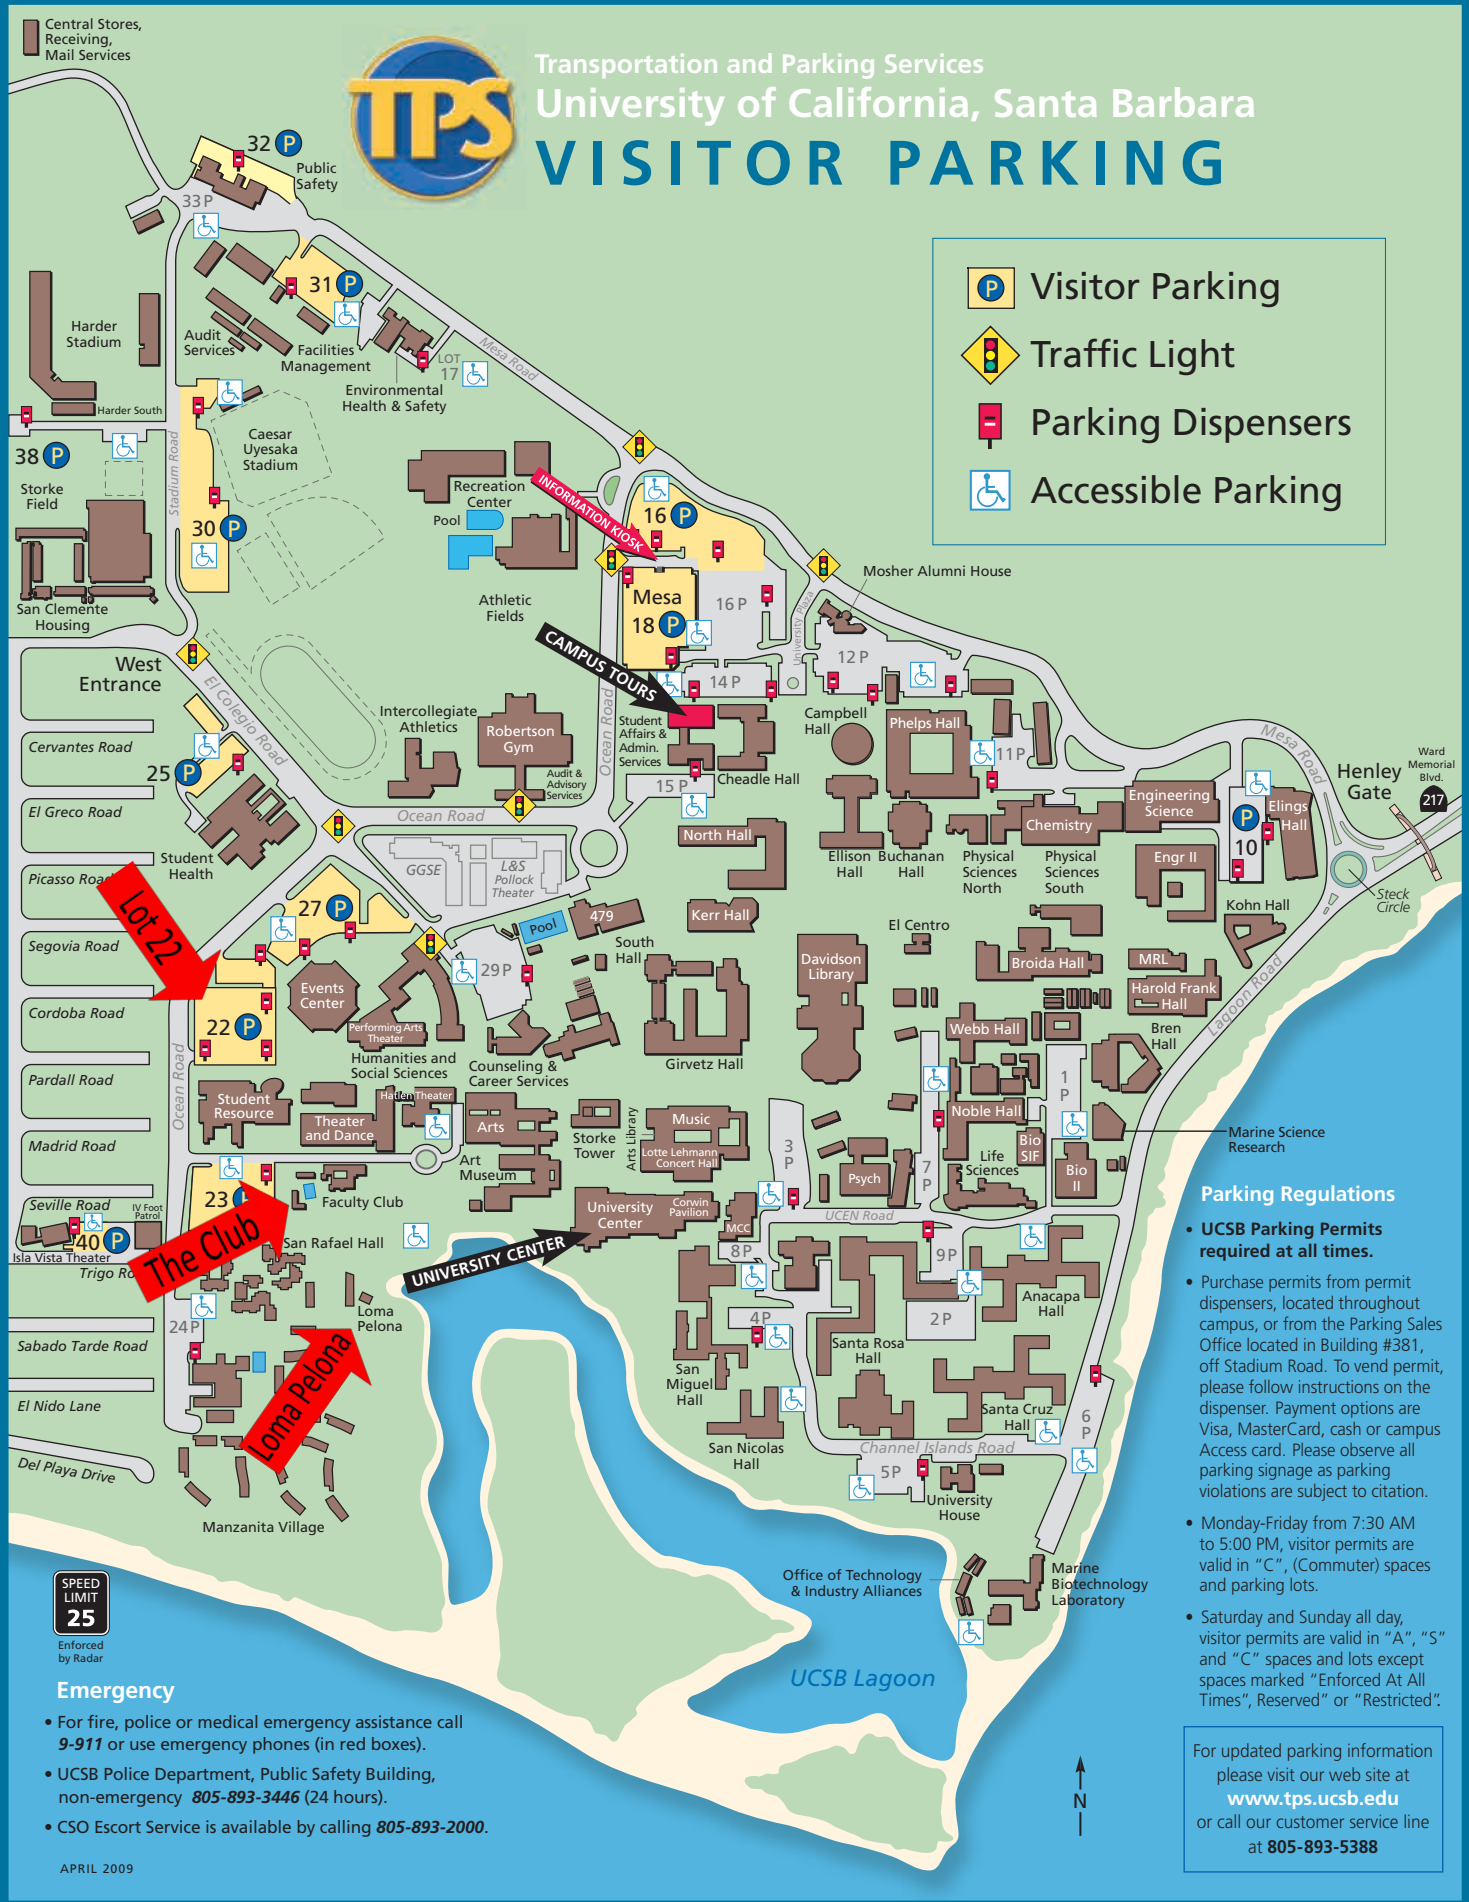 Central Stores,
Receiving,
Mail Services
TPS
Transportation and Parking Services
University of California, Santa Barbara
VISITOR PARKING
32 P
Public
Safety
33 P
31 P
P Visitor Parking
Traffic Light
Parking Dispensers
Accessible Parking
Harder
Stadium
Audit
Services
Facilities
Management
Environmental
Health & Safety
LOT
17
Mesa Road
Harder South
38 P
Storke
Field
Stadium Road
Caesar
Uyesaka
Stadium
30 P
Recreation
Center
Pool
INFORMATION KIOSK
16 P
Mesa
18 P
16 P
Athletic
Fields
Mosher Alumni House
University Plaza
San Clemente
Housing
West
Entrance
El Colegio Road
CAMPUS TOURS
14 P
12 P
Ocean Road
Intercollegiate
Athletics
Robertson
Gym
Student
Affairs &
Admin.
Services
Cheadle Hall
Campbell
Hall
Phelps Hall
11 P
Cervantes Road
25 P
El Greco Road
Audit &
Advisory
Services
15 P
Ocean Road
North Hall
Ellison
Hall
Buchanan
Hall
Physical
Sciences
North
Chemistry
Physical
Sciences
South
Engineering
Science
Engr II
P
10
Elings
Hall
Mesa Road
Henley
Gate
Ward
Memorial
Blvd.
217
Steck
Circle
Kohn Hall
Student
Health
Picasso Road
Lot 22
GGSE
L&S
Pollock
Theater
27 P
479
Pool
South
Hall
Kerr Hall
El Centro
Davidson
Library
Broida Hall
MRL
Harold Frank
Hall
Segovia Road
Cordoba Road
22 P
Events
Center
29 P
Performing Arts
Theater
Humanities and
Social Sciences
Counseling &
Career Services
Girvetz Hall
Webb Hall
Bren
Hall
Lagoon Road
Pardall Road
Ocean Road
Student
Resource
Hatlen Theater
Theater
and Dance
Arts
Storke
Tower
Arts Library
Music
Lotte Lehmann
Concert Hall
3
P
Psych
7
P
Noble Hall
Bio
SIF
Life
Sciences
1
P
Bio
II
Marine Science
Research
Madrid Road
Art
Museum
Faculty Club
Seville Road
IV Foot
Patrol
23
40 P
Isla Vista Theater
The Club
San Rafael Hall
University
Center
Corwin
Pavilion
MCC
UCEN Road
UNIVERSITY CENTER
8 P
9 P
4 P
2 P
Anacapa
Hall
Santa Rosa
Hall
Trigo Ro
24 P
Loma
Pelona
Loma Pelona
Sabado Tarde Road
El Nido Lane
Del Playa Drive
Manzanita Village
San
Miguel
Hall
San Nicolas
Hall
Santa Cruz
Hall
6
P
Channel Islands Road
5 P
University
House
Office of Technology
& Industry Alliances
Marine
Biotechnology
Laboratory
UCSB Lagoon
N
Parking Regulations
• UCSB Parking Permits
required at all times.
• Purchase permits from permit
dispensers, located throughout
campus, or from the Parking Sales
Office located in Building #381,
off Stadium Road. To vend permit,
please follow instructions on the
dispenser. Payment options are
Visa, MasterCard, cash or campus
Access card. Please observe all
parking signage as parking
violations are subject to citation.
• Monday-Friday from 7:30 AM
to 5:00 PM, visitor permits are
valid in "C", (Commuter) spaces
and parking lots.
• Saturday and Sunday all day,
visitor permits are valid in "A", "S"
and "C" spaces and lots except
spaces marked "Enforced At All
Times", Reserved" or "Restricted".
For updated parking information
please visit our web site at
www.tps.ucsb.edu
or call our customer service line
at 805-893-5388
SPEED
LIMIT
25
Enforced
by Radar
Emergency
• For fire, police or medical emergency assistance call
9-911 or use emergency phones (in red boxes).
• UCSB Police Department, Public Safety Building,
non-emergency 805-893-3446 (24 hours).
• CSO Escort Service is available by calling 805-893-2000.
APRIL 2009